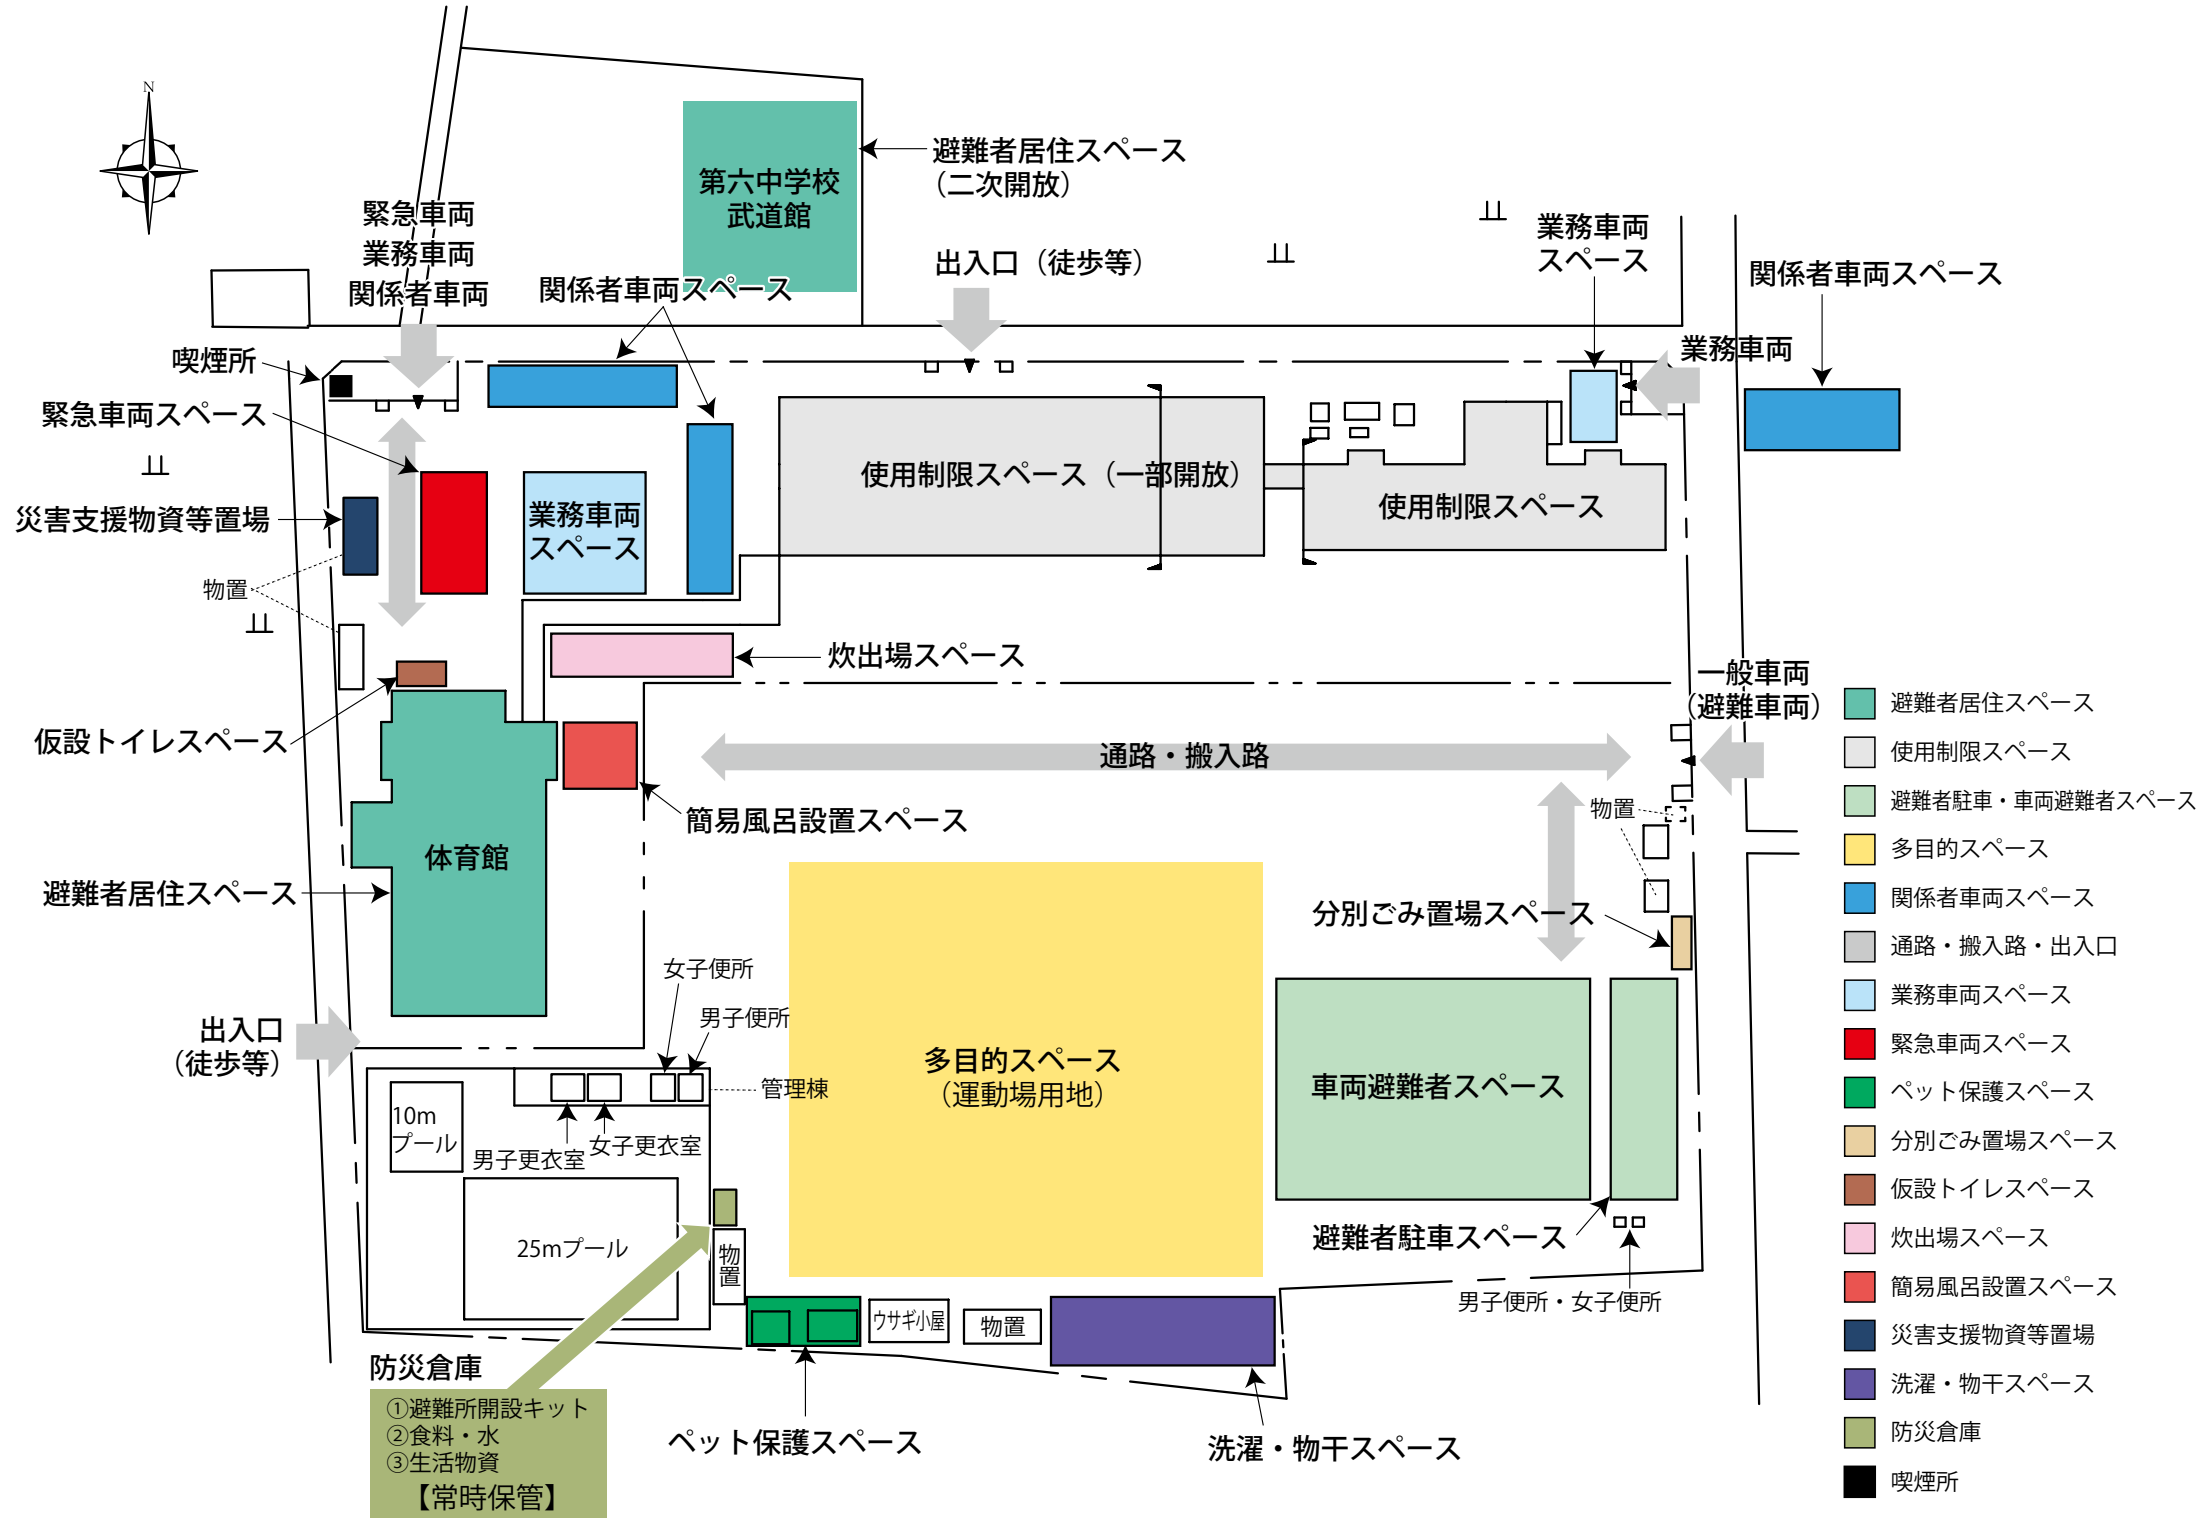 N
第六中学校
武道館
避難者居住スペース
（二次開放）
緊急車両
業務車両
関係者車両
関係者車両スペース
出入口（徒歩等）
業務車両
スペース
関係者車両スペース
喫煙所
業務車両
緊急車両スペース
使用制限スペース（一部開放）
使用制限スペース
災害支援物資等置場
業務車両
スペース
物置
炊出場スペース
一般車両
（避難車両）
仮設トイレスペース
通路・搬入路
簡易風呂設置スペース
物置
体育館
避難者居住スペース
分別ごみ置場スペース
女子便所
男子便所
出入口
（徒歩等）
多目的スペース
（運動場用地）
車両避難者スペース
管理棟
10m
プール
男子更衣室
女子更衣室
25mプール
物置
避難者駐車スペース
男子便所・女子便所
ウサギ小屋
物置
防災倉庫
①避難所開設キット
②食料・水
③生活物資
【常時保管】
ペット保護スペース
洗濯・物干スペース
避難者居住スペース
使用制限スペース
避難者駐車・車両避難者スペース
多目的スペース
関係者車両スペース
通路・搬入路・出入口
業務車両スペース
緊急車両スペース
ペット保護スペース
分別ごみ置場スペース
仮設トイレスペース
炊出場スペース
簡易風呂設置スペース
災害支援物資等置場
洗濯・物干スペース
防災倉庫
喫煙所